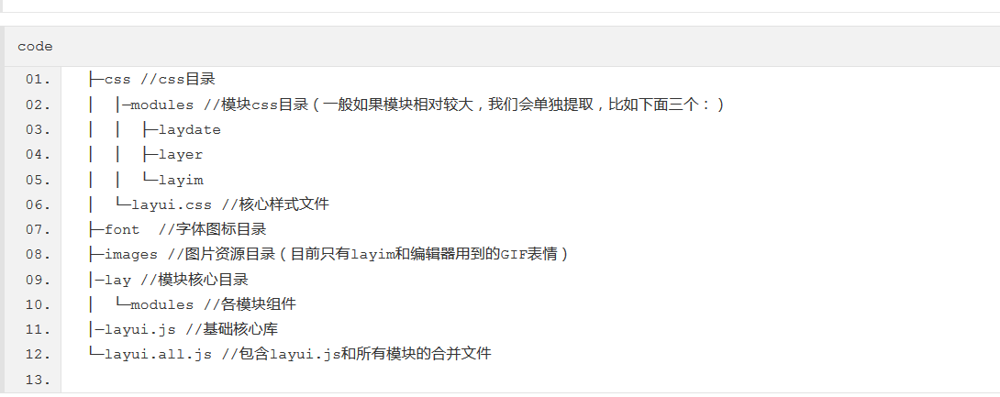 code
01. ├─css //css目录
02. │  │─modules //模块css目录（一般如果模块相对较大，我们会单独提取，比如下面三个：）
03. │  │  ├─laydate
04. │  │  ├─layer
05. │  │  └─layim
06. │  └─layui.css //核心样式文件
07. ├─font  //字体图标目录
08. ├─images //图片资源目录（目前只有layim和编辑器用到的GIF表情）
09. │─lay //模块核心目录
10. │  └─modules //各模块组件
11. │─layui.js //基础核心库
12. └─layui.all.js //包含layui.js和所有模块的合并文件
13.